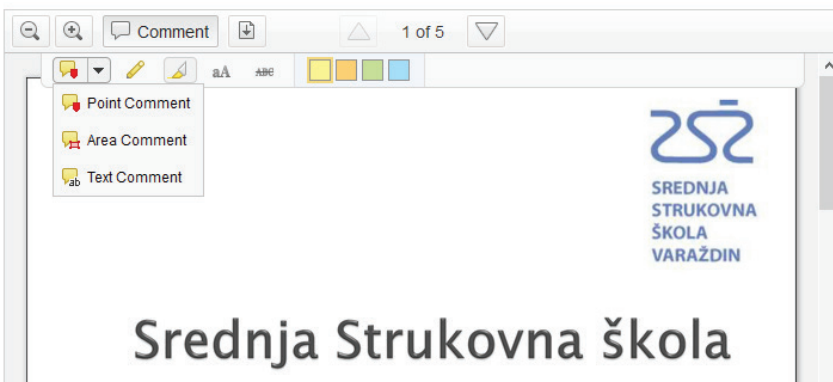 Comment
1 of 5
aA
ABC
Point Comment
Area Comment
ab Text Comment
SREDNJA
STRUKOVNA
ŠKOLA
VARAŽDIN
Srednja Strukovna škola